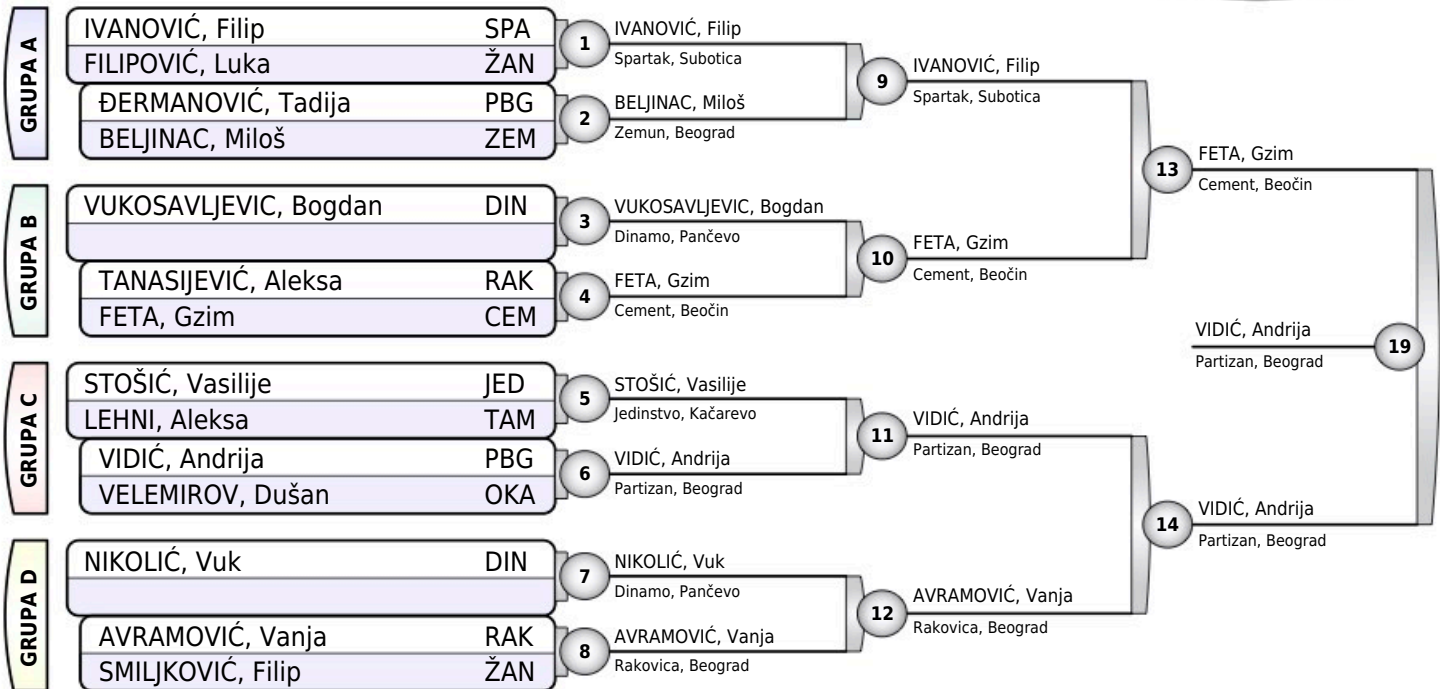 GRUPA A
IVANOVIĆ, Filip SPA
FILIPOVIĆ, Luka ŽAN
ĐERMANOVIĆ, Tadija PBG
BELJINAC, Miloš ZEM
GRUPA B
VUKOSAVLJEVIC, Bogdan DIN
TANASIJEVIĆ, Aleksa RAK
FETA, Gzim CEM
GRUPA C
STOŠIĆ, Vasilije JED
LEHNI, Aleksa TAM
VIDIĆ, Andrija PBG
VELEMIROV, Dušan OKA
GRUPA D
NIKOLIĆ, Vuk DIN
AVRAMOVIĆ, Vanja RAK
SMILJKOVIĆ, Filip ŽAN
1 IVANOVIĆ, Filip
Spartak, Subotica
2 BELJINAC, Miloš
Zemun, Beograd
3 VUKOSAVLJEVIC, Bogdan
Dinamo, Pančevo
4 FETA, Gzim
Cement, Beočin
5 STOŠIĆ, Vasilije
Jedinstvo, Kačarevo
6 VIDIĆ, Andrija
Partizan, Beograd
7 NIKOLIĆ, Vuk
Dinamo, Pančevo
8 AVRAMOVIĆ, Vanja
Rakovica, Beograd
9 IVANOVIĆ, Filip
Spartak, Subotica
10 FETA, Gzim
Cement, Beočin
11 VIDIĆ, Andrija
Partizan, Beograd
12 AVRAMOVIĆ, Vanja
Rakovica, Beograd
13 FETA, Gzim
Cement, Beočin
14 VIDIĆ, Andrija
Partizan, Beograd
VIDIĆ, Andrija 19
Partizan, Beograd